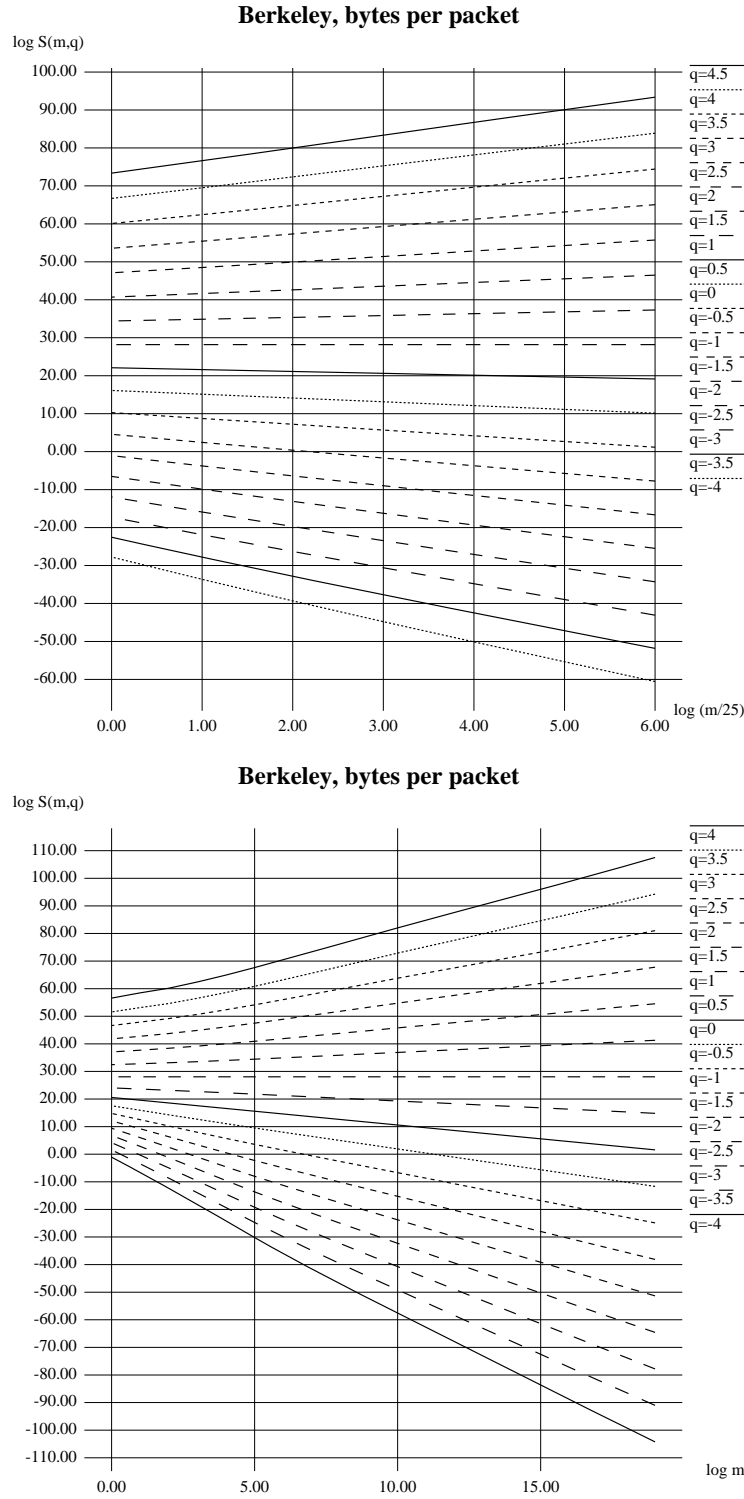 Berkeley, bytes per packet
log S(m,q)
100.00
90.00
80.00
70.00
60.00
50.00
40.00
30.00
20.00
10.00
0.00
-10.00
-20.00
-30.00
-40.00
-50.00
-60.00
0.00 1.00 2.00 3.00 4.00 5.00 6.00
log (m/25)
q=4.5
q=4
q=3.5
q=3
q=2.5
q=2
q=1.5
q=1
q=0.5
q=0
q=-0.5
q=-1
q=-1.5
q=-2
q=-2.5
q=-3
q=-3.5
q=-4
Berkeley, bytes per packet
log S(m,q)
110.00
100.00
90.00
80.00
70.00
60.00
50.00
40.00
30.00
20.00
10.00
0.00
-10.00
-20.00
-30.00
-40.00
-50.00
-60.00
-70.00
-80.00
-90.00
-100.00
-110.00
0.00 5.00 10.00 15.00
log m
q=4
q=3.5
q=3
q=2.5
q=2
q=1.5
q=1
q=0.5
q=0
q=-0.5
q=-1
q=-1.5
q=-2
q=-2.5
q=-3
q=-3.5
q=-4